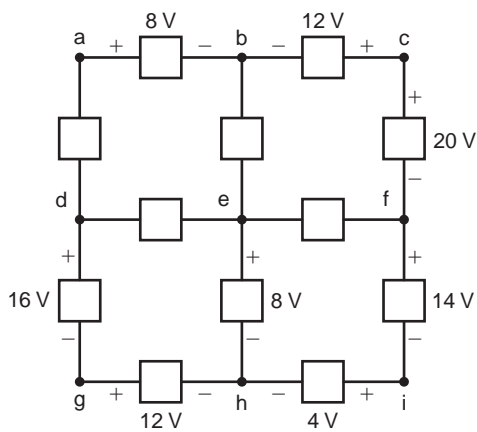 8 V 12 V
a + − b − + c
+
20 V
−
d e f
+ + +
16 V 8 V 14 V
− − −
g + − h − + i
12 V 4 V